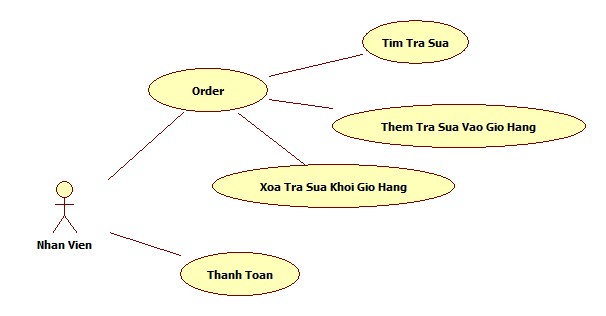 Tim Tra Sua
Order
Them Tra Sua Vao Gio Hang
Xoa Tra Sua Khoi Gio Hang
Nhan Vien
Thanh Toan